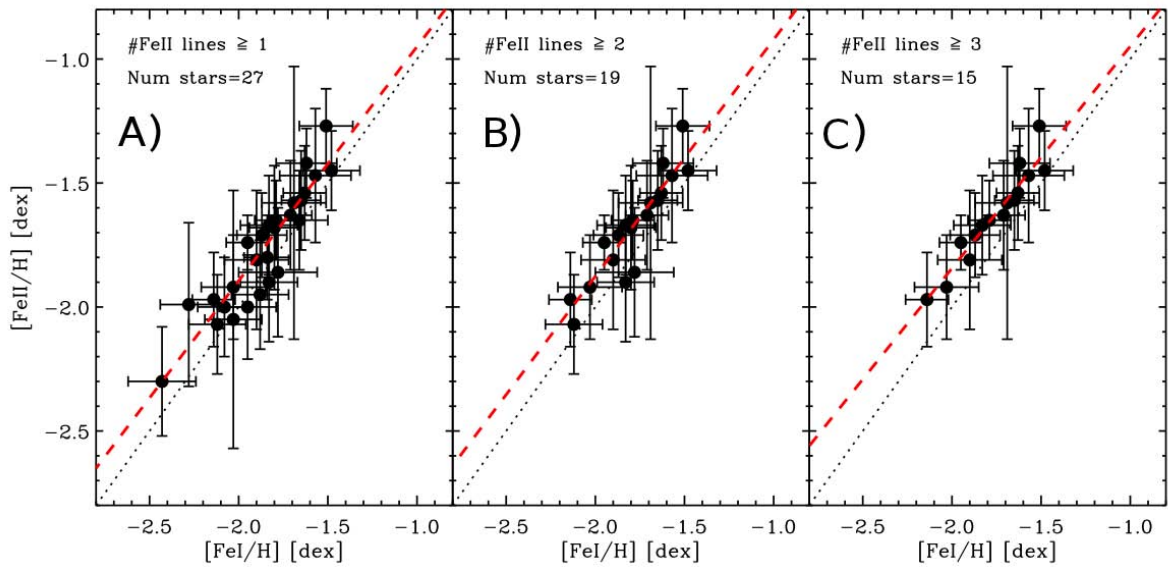 #FeII lines ≧ 1
Num stars=27
A)
#FeII lines ≧ 2
Num stars=19
B)
#FeII lines ≧ 3
Num stars=15
C)
[FeII/H] [dex]
−1.0
−1.5
−2.0
−2.5
−2.5 −2.0 −1.5 −1.0
−2.5 −2.0 −1.5 −1.0
−2.5 −2.0 −1.5 −1.0
[FeI/H] [dex]
[FeI/H] [dex]
[FeI/H] [dex]